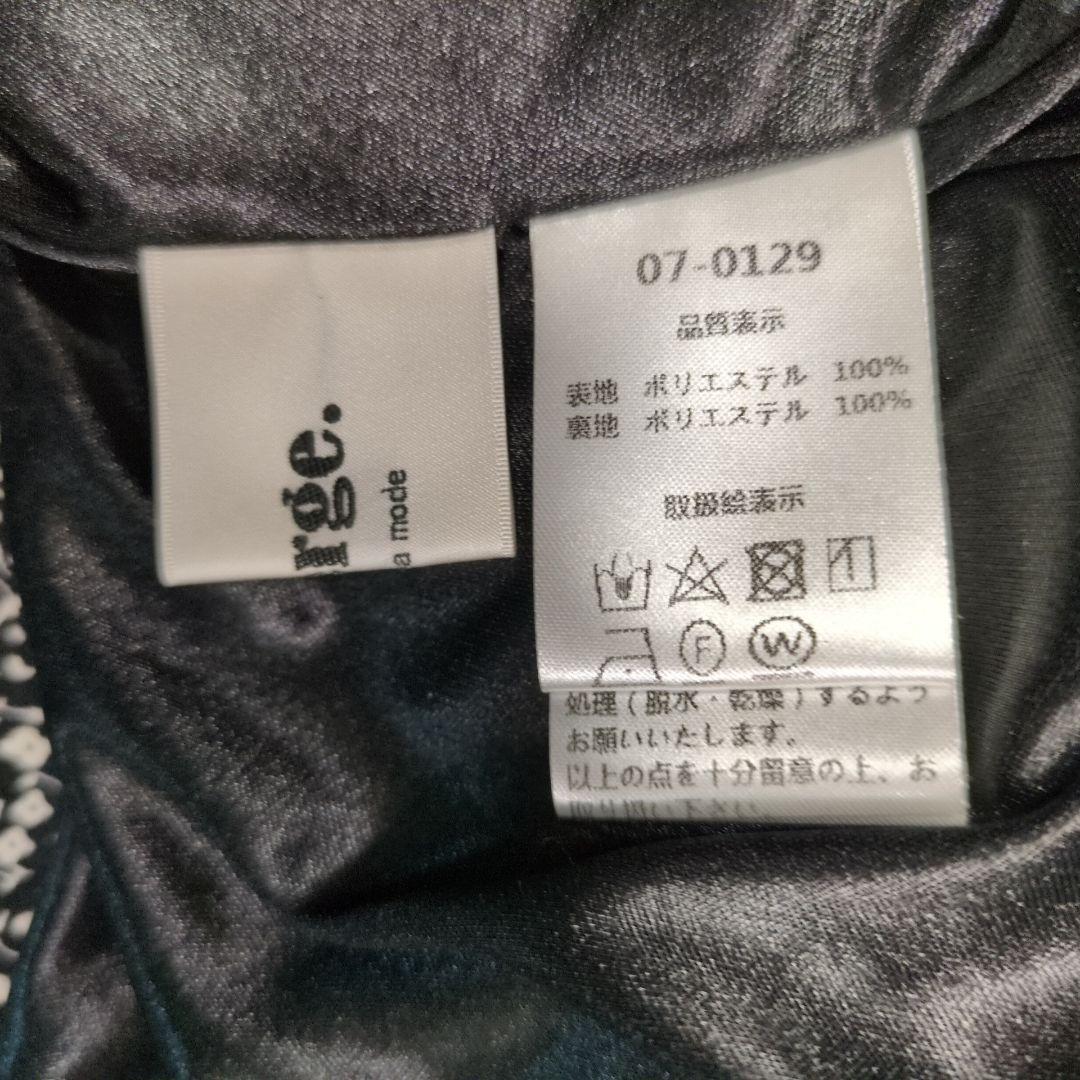 rge.
a mode
07-0129
品質表示
表地 ポリエステル 100%
裏地 ポリエステル 100%
取扱絵表示
F W
処理(脱水・乾燥)するよう
お願いいたします。
以上の点を十分留意の上、お